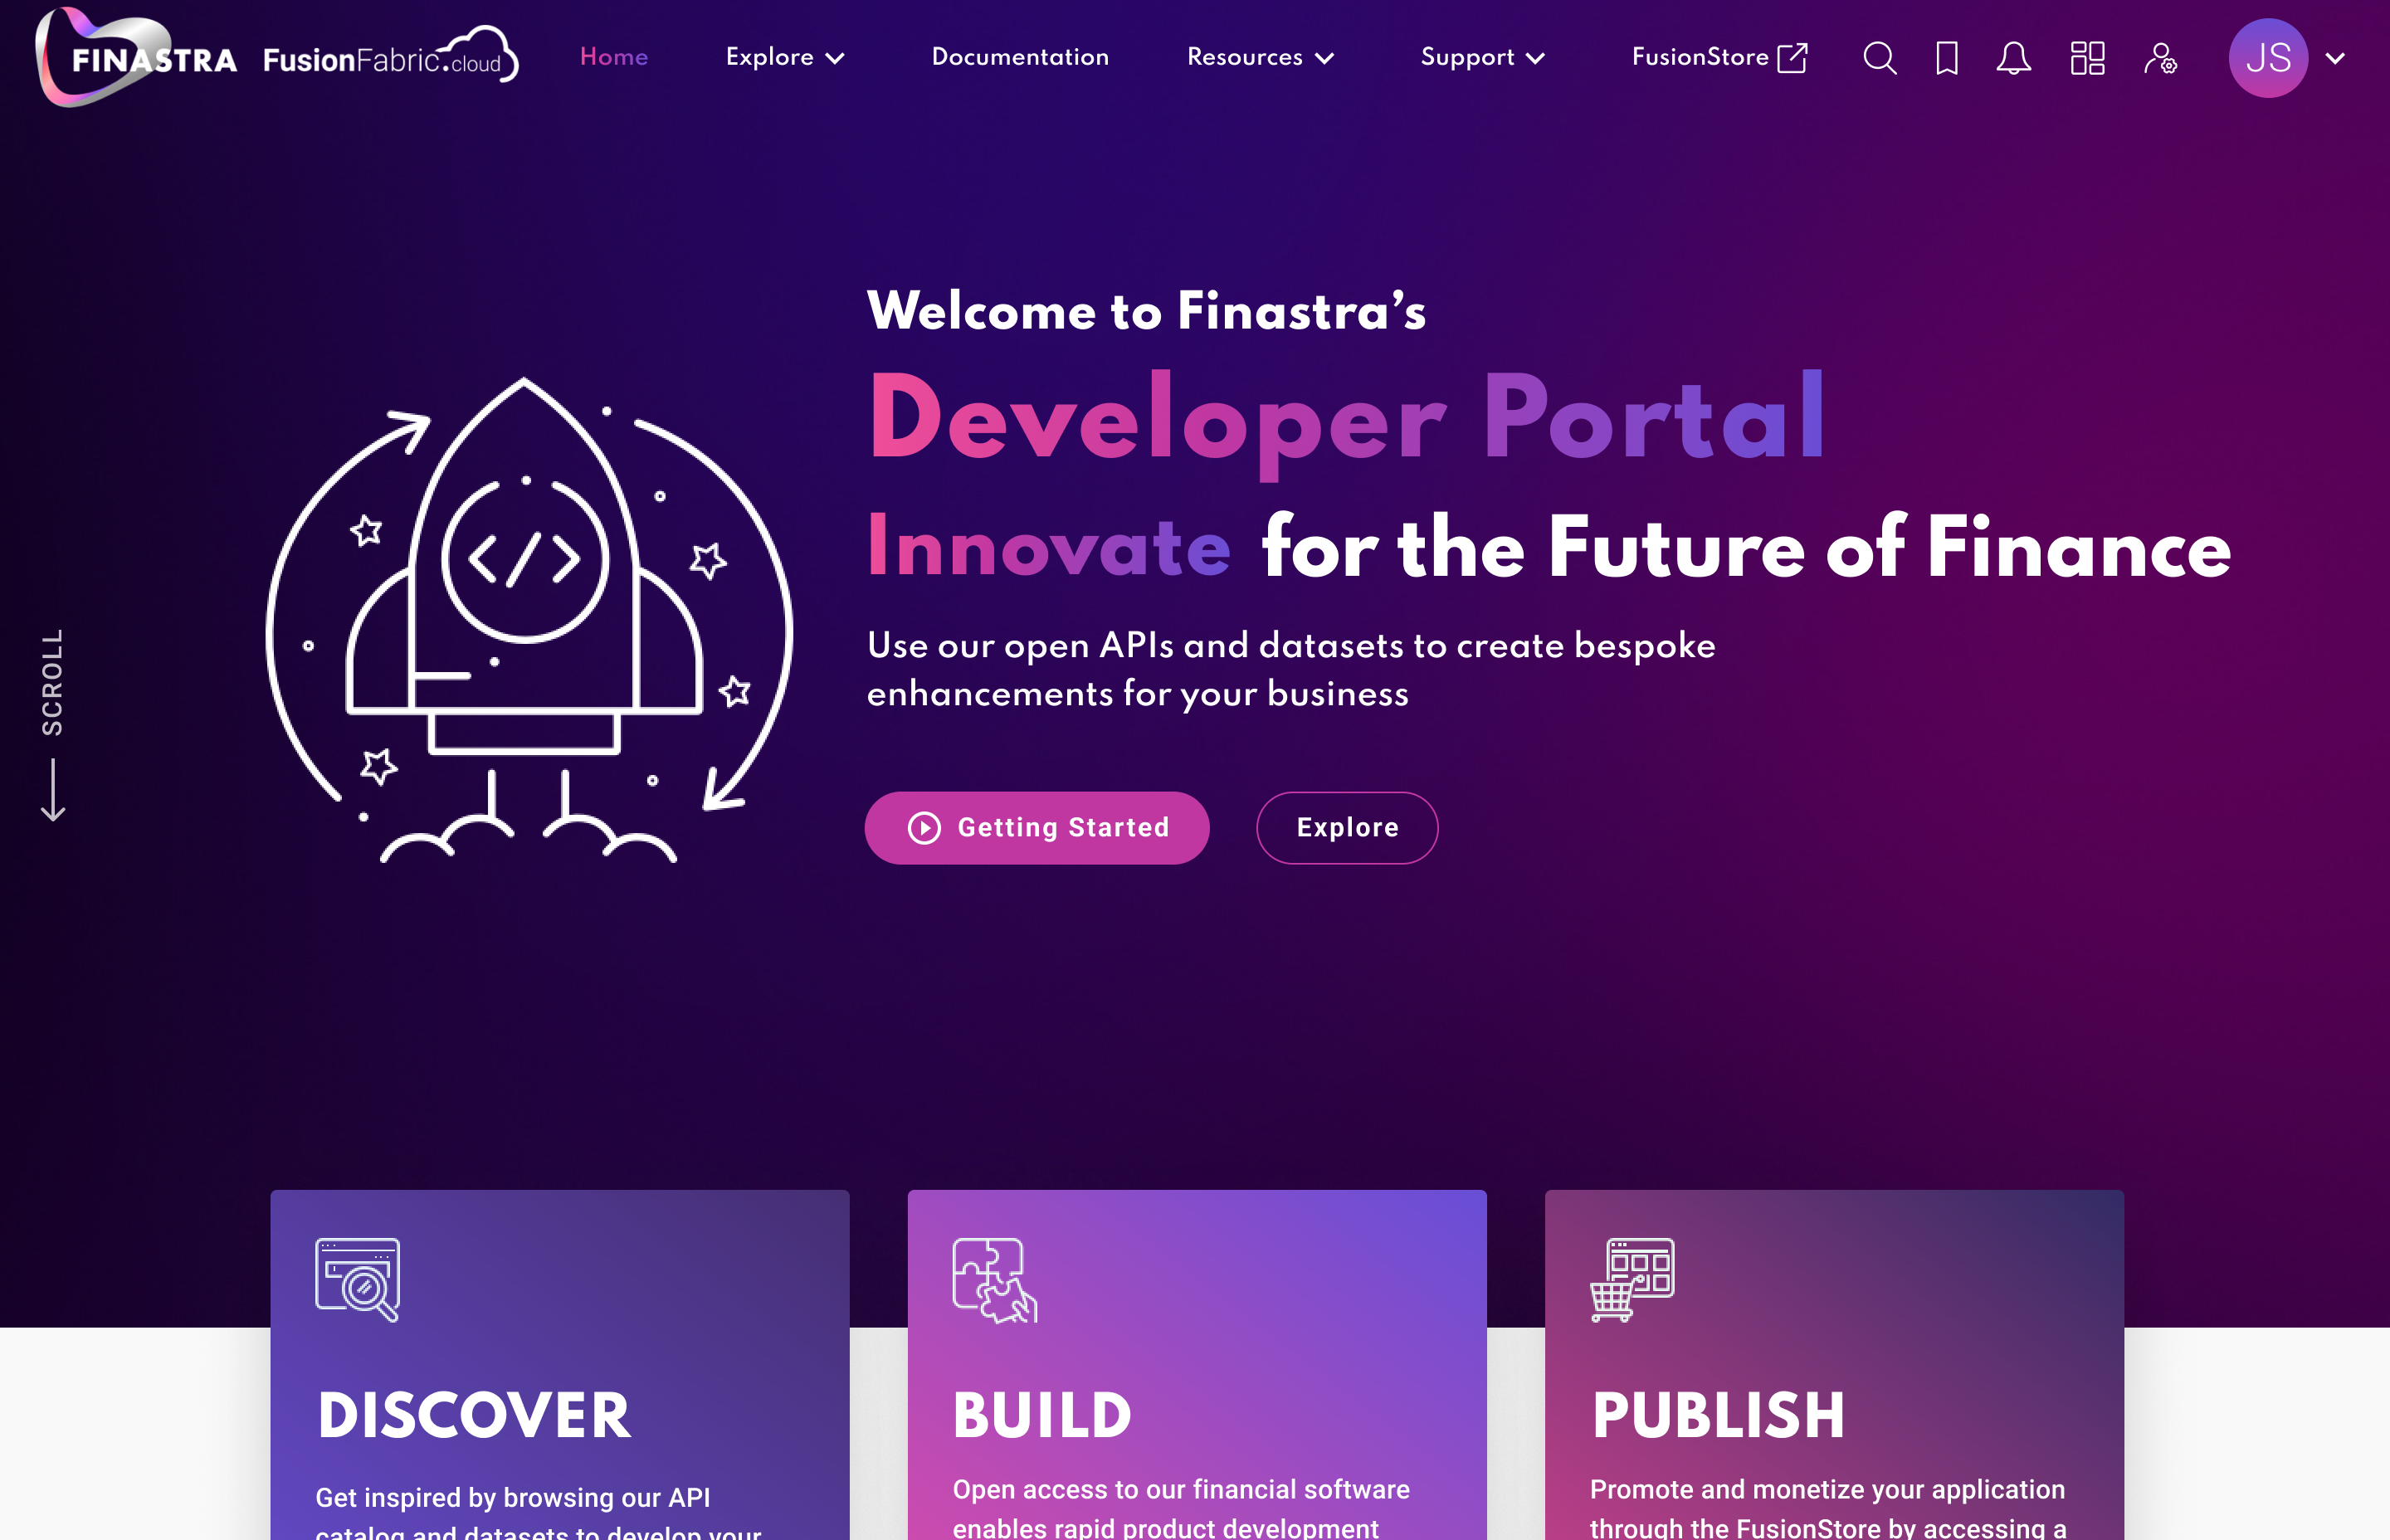 FINASTRA FusionFabric.cloud Home Explore Documentation Resources Support FusionStore JS
Welcome to Finastra’s
Developer Portal
Innovate for the Future of Finance
Use our open APIs and datasets to create bespoke
enhancements for your business
Getting Started Explore
SCROLL
DISCOVER
Get inspired by browsing our API
catalog and datasets to develop your
BUILD
Open access to our financial software
enables rapid product development
PUBLISH
Promote and monetize your application
through the FusionStore by accessing a